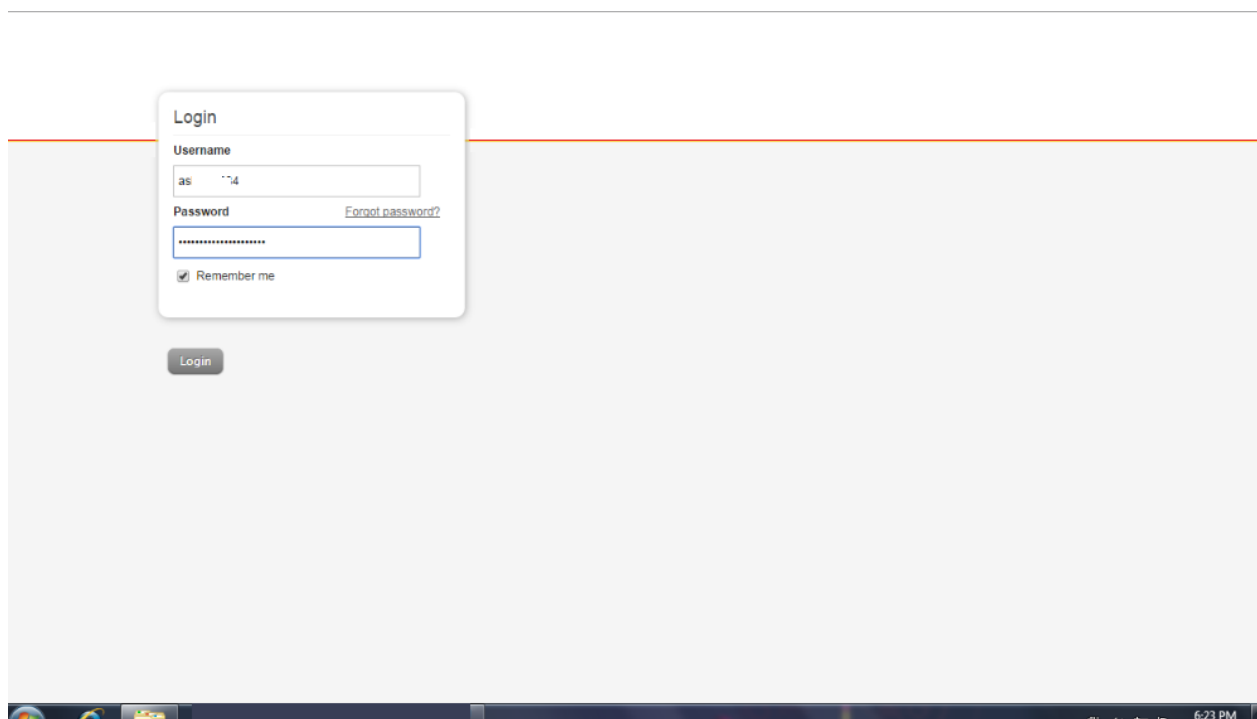 Login
Username
Password Forgot password?
•••••••••••••••••••••
Remember me
Login
6:23 PM